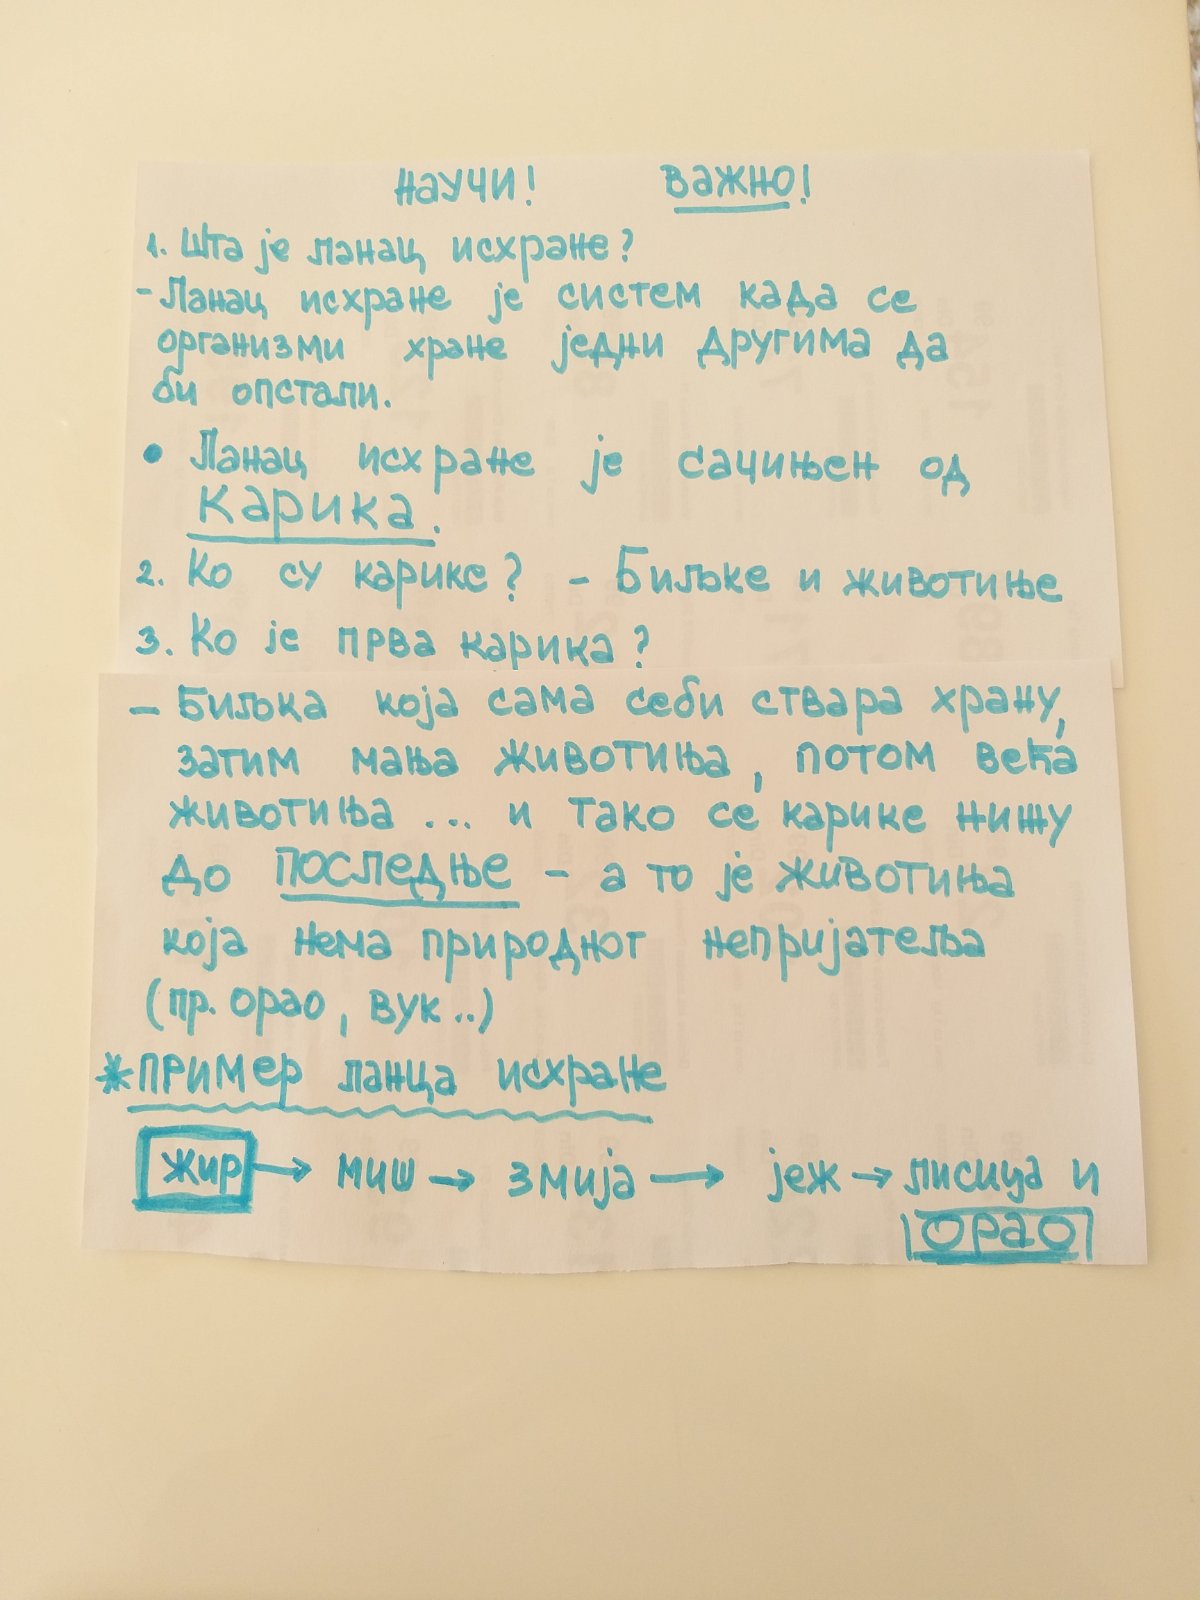 НАУЧИ! ВАЖНО!
1. Шта је ланац исхране?
- Ланац исхране је систем када се
организми хране једни другима да
би опстали.
• Ланац исхране је сачињен од
КАРИКА.
2. Ко су карике? - Биљке и животиње
3. Ко је прва карика?
- Биљка која сама себи ствара храну,
затим мања животиња, потом већа
животиња ... и тако се карике нижу
до ПОСЛЕДЊЕ - а то је животиња
која нема природног непријатеља
(пр. орао, вук..)
*ПРИМЕР ланца исхране
жир → миш → змија → јеж → лисица и
ОРАО